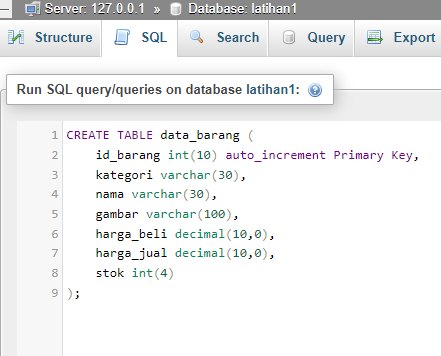 Server: 127.0.0.1 » Database: latihan1
Structure SQL Search Query Export
Run SQL query/queries on database latihan1:
1 CREATE TABLE data_barang (
2 id_barang int(10) auto_increment Primary Key,
3 kategori varchar(30),
4 nama varchar(30),
5 gambar varchar(100),
6 harga_beli decimal(10,0),
7 harga_jual decimal(10,0),
8 stok int(4)
9 );